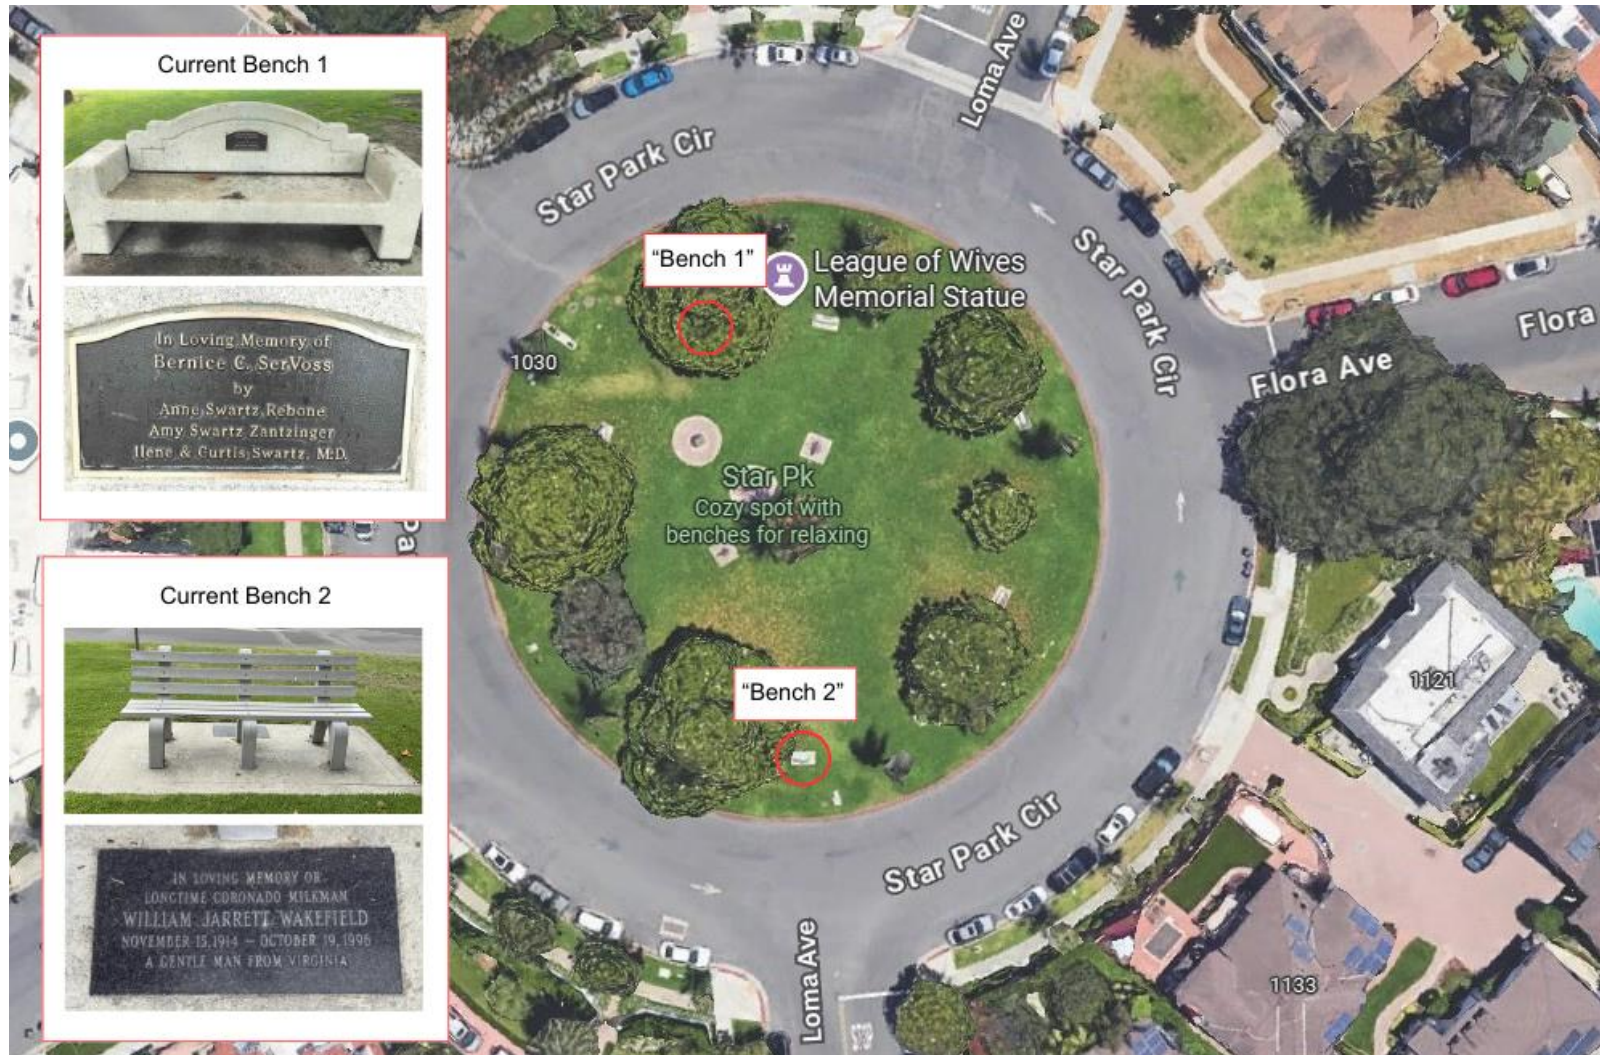 Current Bench 1
In Loving Memory of
Bernice C. SerVoss
by
Anne Swartz Rebone
Amy Swartz Zantzinger
Ilene & Curtis Swartz, M.D.
Current Bench 2
IN LOVING MEMORY OF
LONGTIME CORONADO MILKMAN
WILLIAM JARRETT WAKEFIELD
NOVEMBER 15, 1914 – OCTOBER 19, 1996
A GENTLE MAN FROM VIRGINIA
Loma Ave
Star Park Cir
"Bench 1"
League of Wives
Memorial Statue
Star Park Cir
Flora
Flora Ave
1030
Star Pk
Cozy spot with
benches for relaxing
"Bench 2"
1121
Star Park Cir
Loma Ave
1133